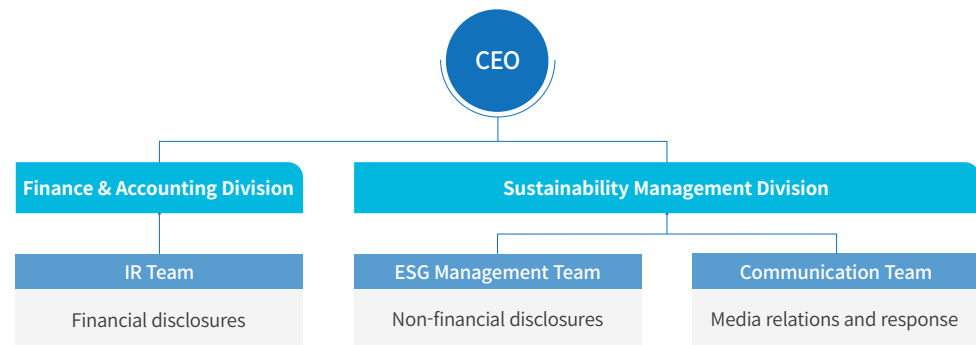 CEO
Finance & Accounting Division
Sustainability Management Division
IR Team
ESG Management Team
Communication Team
Financial disclosures
Non-financial disclosures
Media relations and response